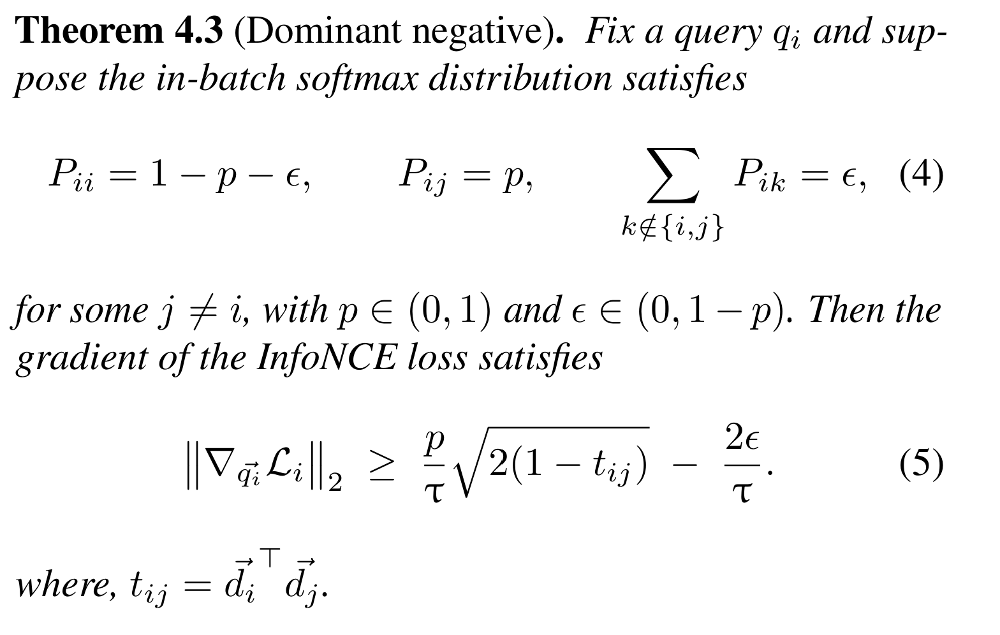 Theorem 4.3 (Dominant negative). Fix a query $q_i$ and sup-
pose the in-batch softmax distribution satisfies
$P_{ii} = 1 - p - \epsilon, \qquad P_{ij} = p, \qquad \sum_{k \notin \{i,j\}} P_{ik} = \epsilon,$ (4)
for some $j \neq i$, with $p \in (0, 1)$ and $\epsilon \in (0, 1 - p)$. Then the
gradient of the InfoNCE loss satisfies
$\left\| \nabla_{\vec{q_i}} \mathcal{L}_i \right\|_2 \geq \frac{p}{\tau} \sqrt{2(1 - t_{ij})} - \frac{2\epsilon}{\tau}.$ (5)
where, $t_{ij} = \vec{d_i}^\top \vec{d_j}$.